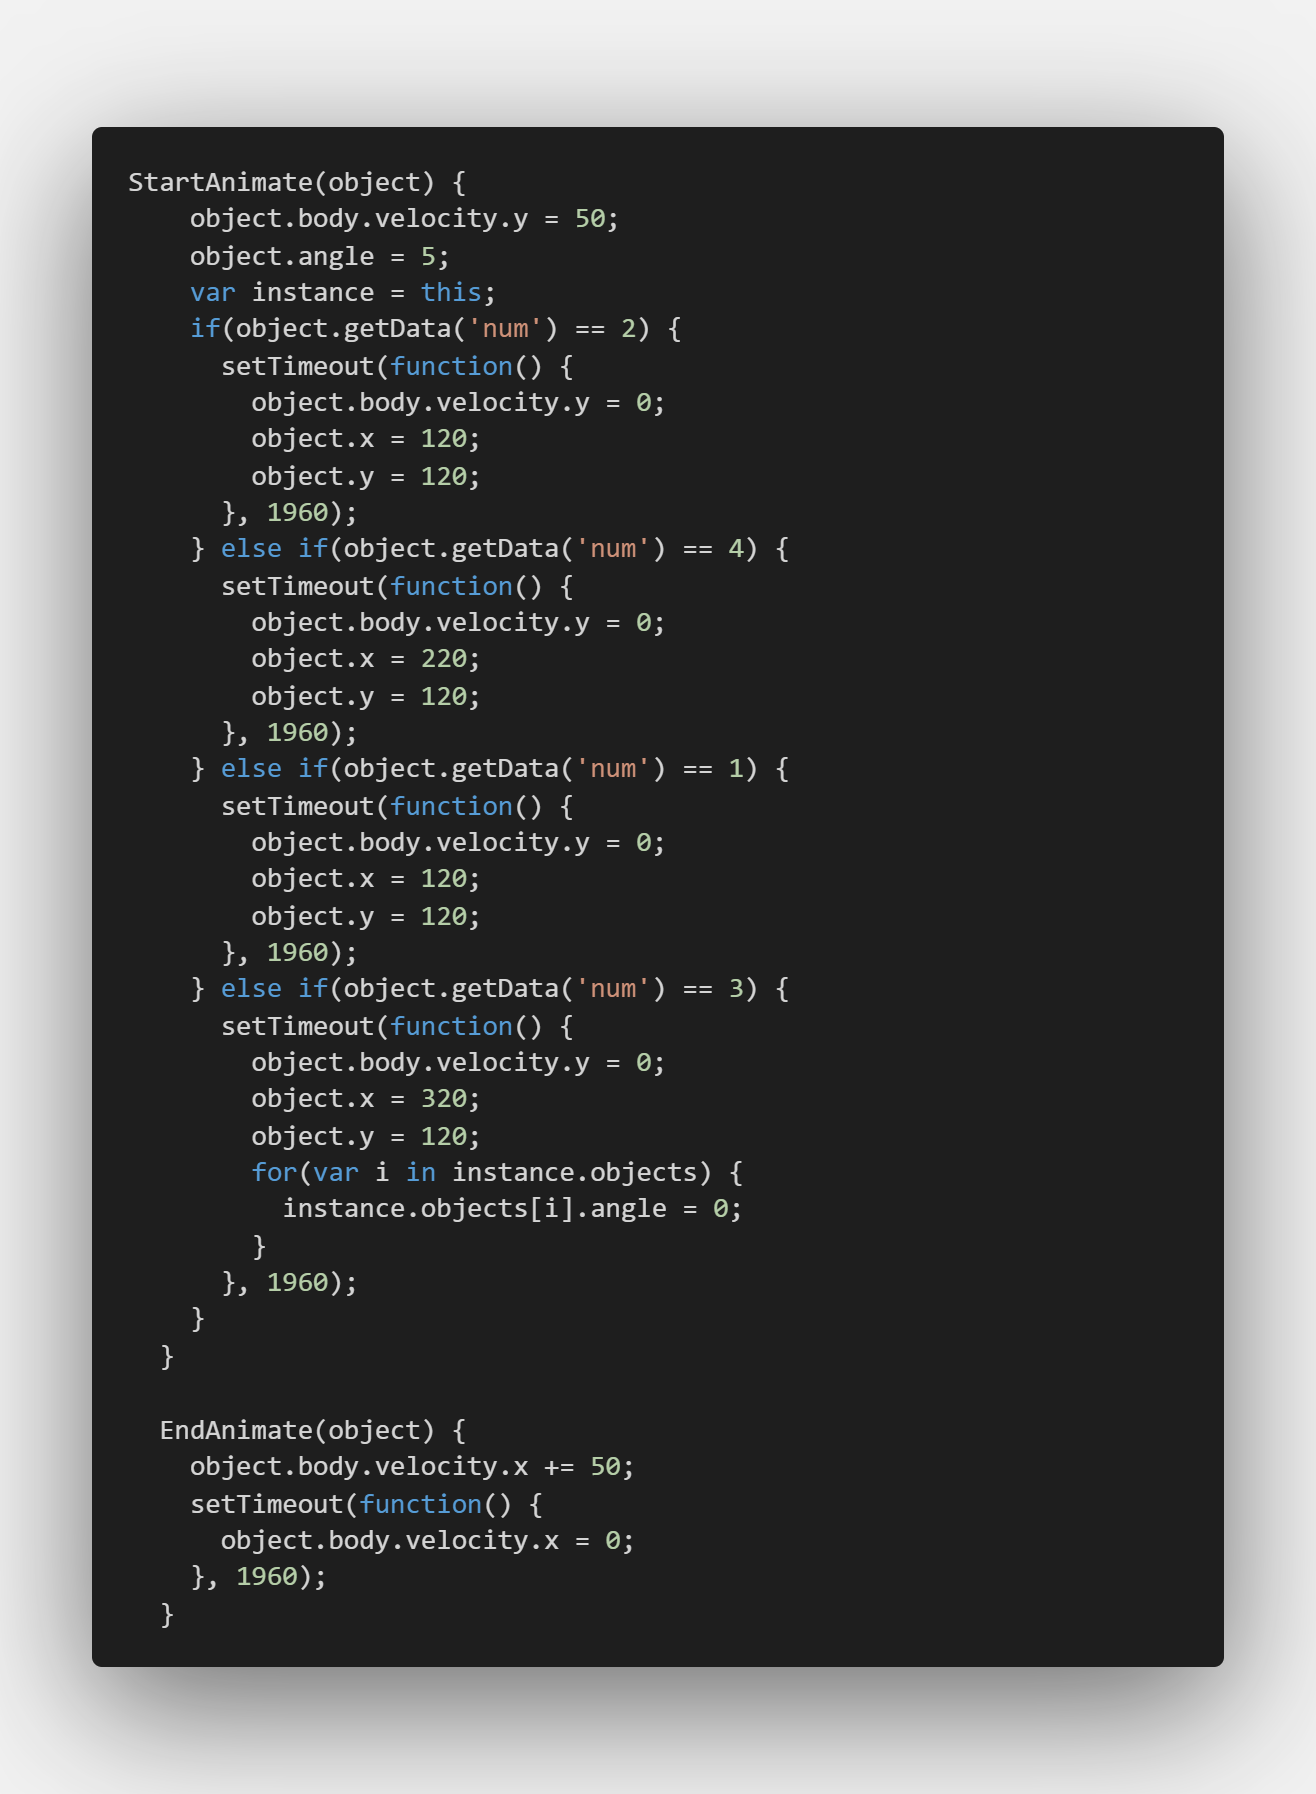 StartAnimate(object) {
    object.body.velocity.y = 50;
    object.angle = 5;
    var instance = this;
    if(object.getData('num') == 2) {
      setTimeout(function() {
        object.body.velocity.y = 0;
        object.x = 120;
        object.y = 120;
      }, 1960);
    } else if(object.getData('num') == 4) {
      setTimeout(function() {
        object.body.velocity.y = 0;
        object.x = 220;
        object.y = 120;
      }, 1960);
    } else if(object.getData('num') == 1) {
      setTimeout(function() {
        object.body.velocity.y = 0;
        object.x = 120;
        object.y = 120;
      }, 1960);
    } else if(object.getData('num') == 3) {
      setTimeout(function() {
        object.body.velocity.y = 0;
        object.x = 320;
        object.y = 120;
        for(var i in instance.objects) {
          instance.objects[i].angle = 0;
        }
      }, 1960);
    }
  }

  EndAnimate(object) {
    object.body.velocity.x += 50;
    setTimeout(function() {
      object.body.velocity.x = 0;
    }, 1960);
  }